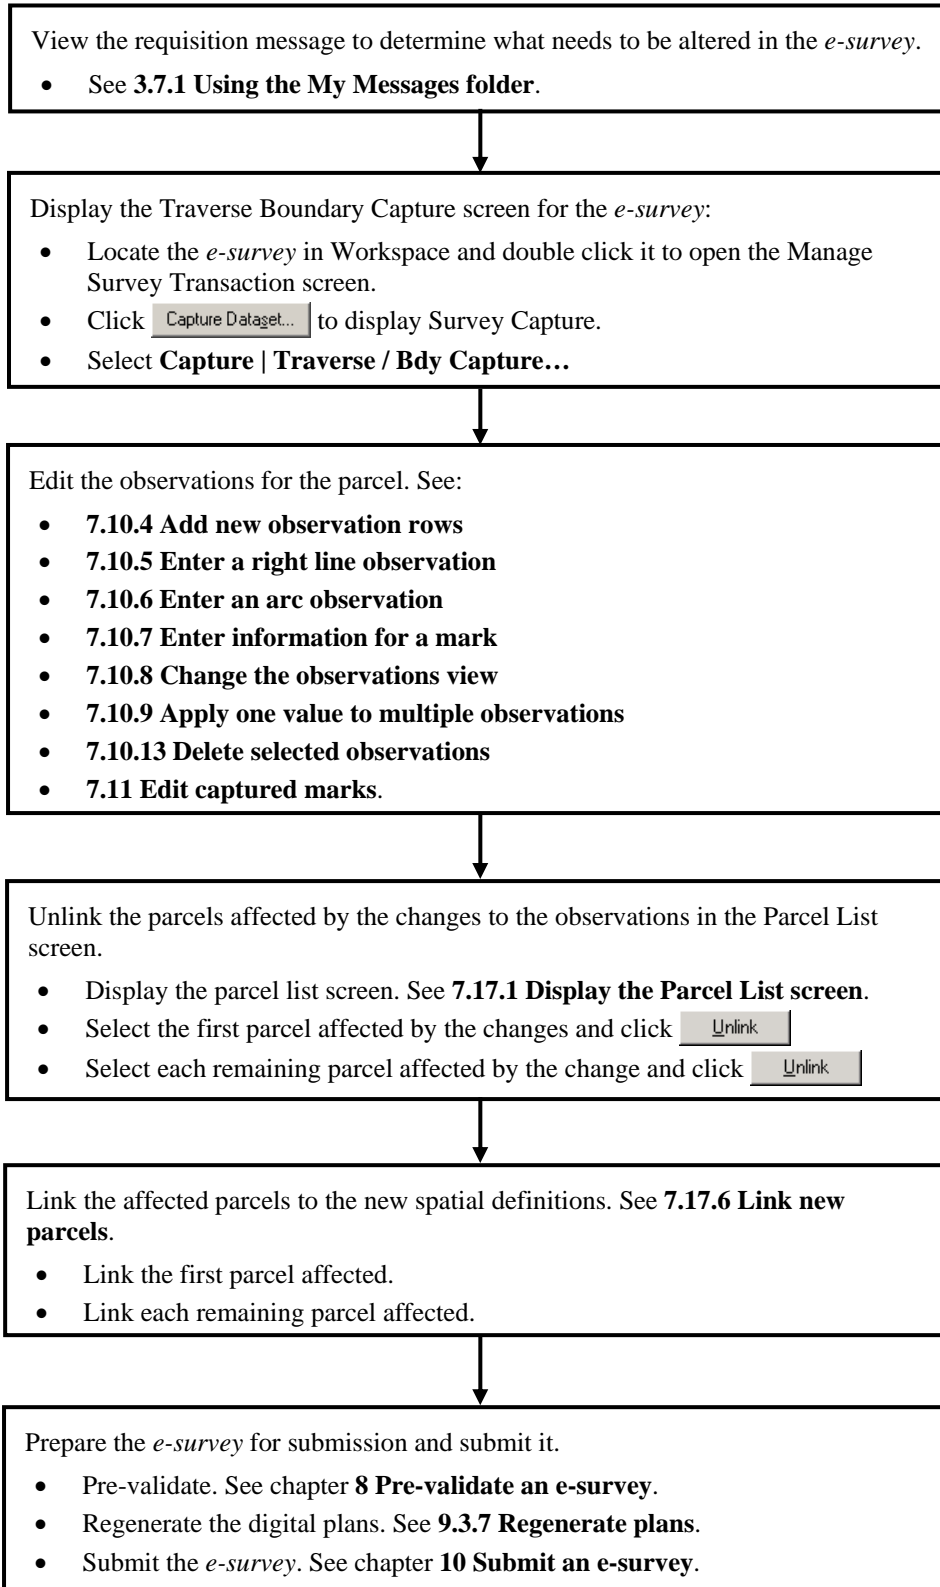 View the requisition message to determine what needs to be altered in the e-survey.
• See 3.7.1 Using the My Messages folder.
Display the Traverse Boundary Capture screen for the e-survey:
• Locate the e-survey in Workspace and double click it to open the Manage
Survey Transaction screen.
• Click Capture Dataset... to display Survey Capture.
• Select Capture | Traverse / Bdy Capture…
Edit the observations for the parcel. See:
• 7.10.4 Add new observation rows
• 7.10.5 Enter a right line observation
• 7.10.6 Enter an arc observation
• 7.10.7 Enter information for a mark
• 7.10.8 Change the observations view
• 7.10.9 Apply one value to multiple observations
• 7.10.13 Delete selected observations
• 7.11 Edit captured marks.
Unlink the parcels affected by the changes to the observations in the Parcel List
screen.
• Display the parcel list screen. See 7.17.1 Display the Parcel List screen.
• Select the first parcel affected by the changes and click Unlink
• Select each remaining parcel affected by the change and click Unlink
Link the affected parcels to the new spatial definitions. See 7.17.6 Link new
parcels.
• Link the first parcel affected.
• Link each remaining parcel affected.
Prepare the e-survey for submission and submit it.
• Pre-validate. See chapter 8 Pre-validate an e-survey.
• Regenerate the digital plans. See 9.3.7 Regenerate plans.
• Submit the e-survey. See chapter 10 Submit an e-survey.